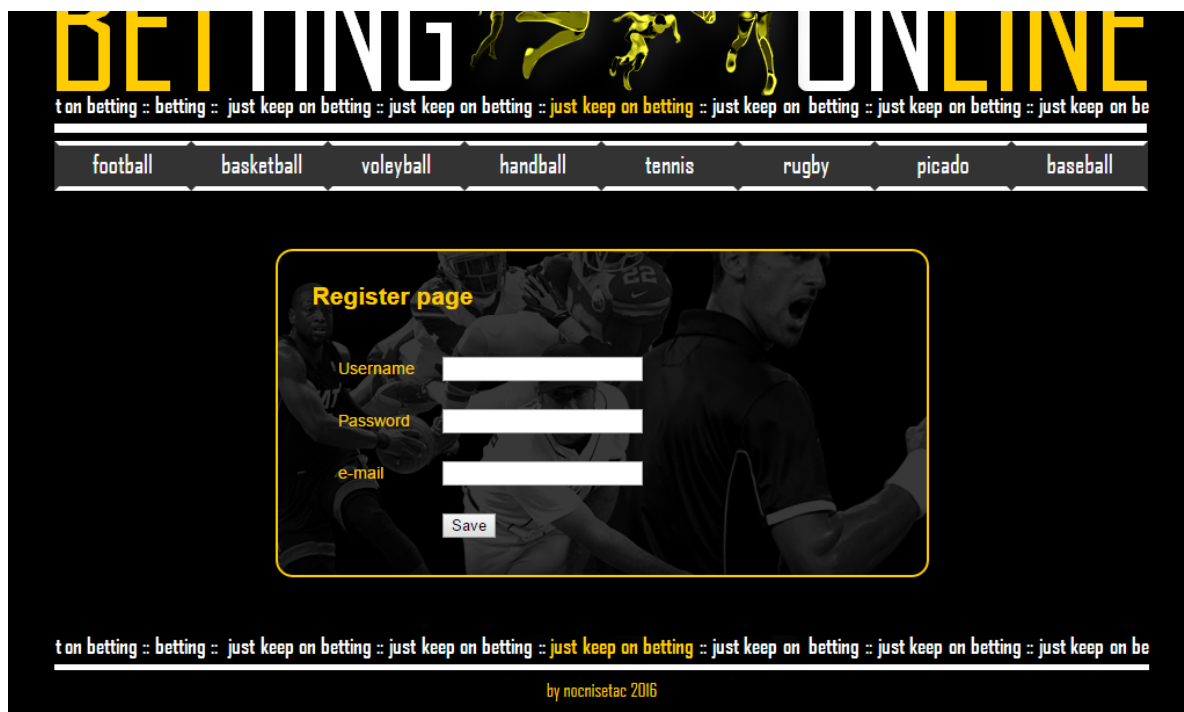 BETTING ONLINE
t on betting :: betting :: just keep on betting :: just keep on betting :: just keep on betting :: just keep on betting :: just keep on betting :: just keep on be
football basketball voleyball handball tennis rugby picado baseball
22
Register page
Username
Password
e-mail
Save
t on betting :: betting :: just keep on betting :: just keep on betting :: just keep on betting :: just keep on betting :: just keep on betting :: just keep on be
by nocnisetac 2016